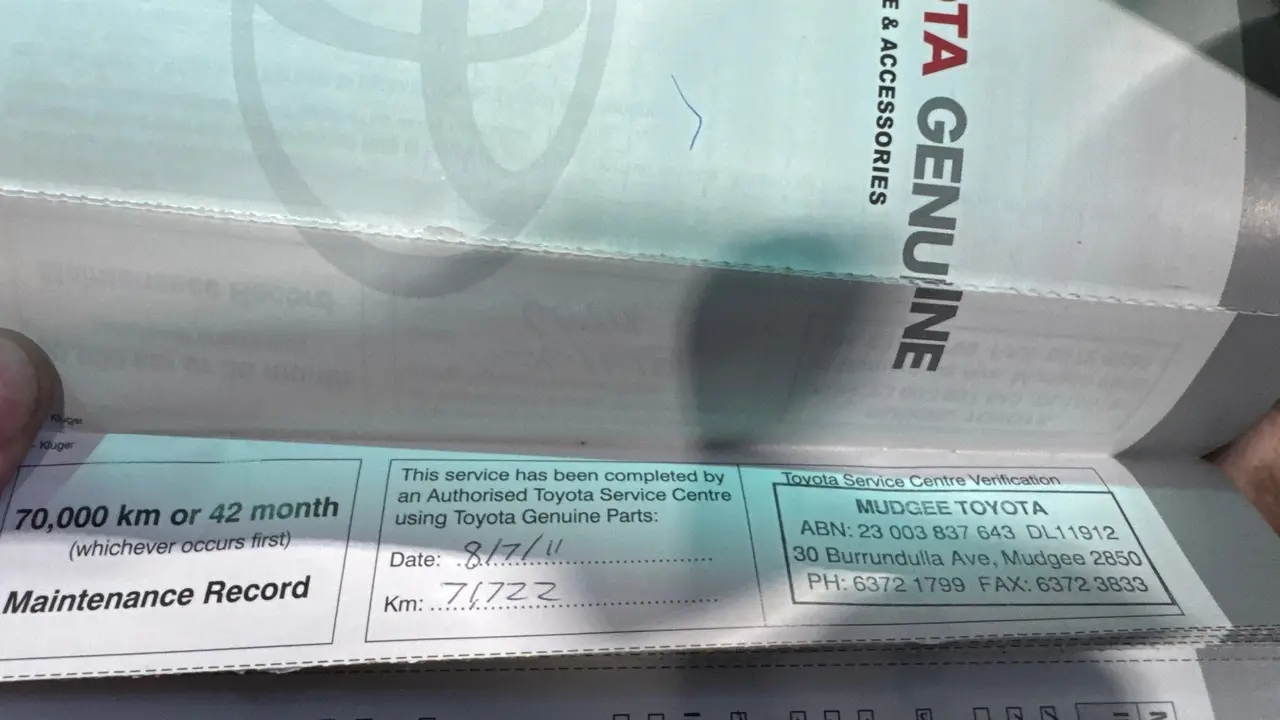 TA GENUINE
E & ACCESSORIES
Kluger
Kluger
70,000 km or 42 month
(whichever occurs first)
Maintenance Record
This service has been completed by
an Authorised Toyota Service Centre
using Toyota Genuine Parts:
Date: 8/7/11
Km: 71,722
Toyota Service Centre Verification
MUDGEE TOYOTA
ABN: 23 003 837 643 DL11912
30 Burrundulla Ave, Mudgee 2850
PH: 6372 1799 FAX: 6372 3833